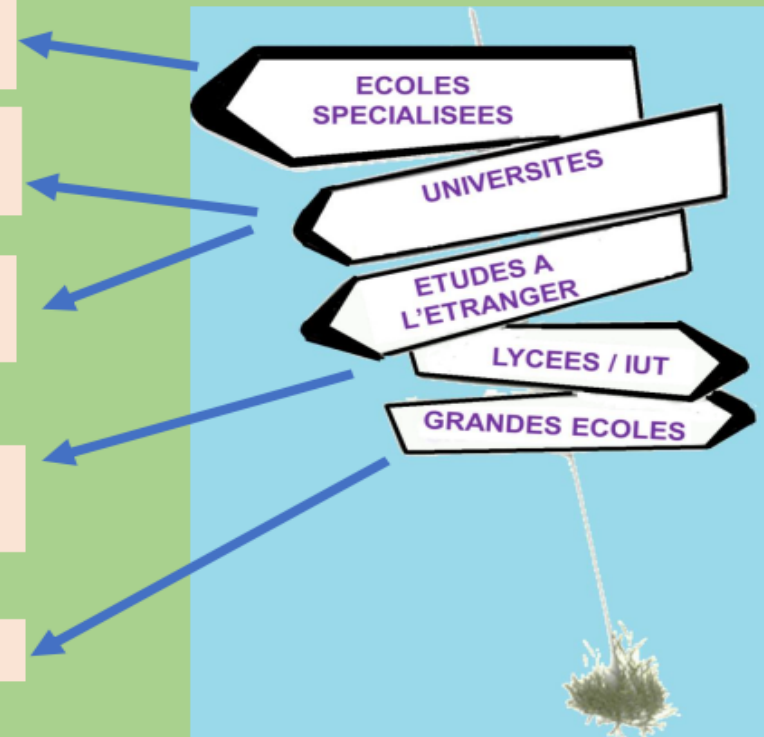 ECOLES
SPECIALISEES
UNIVERSITES
ETUDES A
L'ETRANGER
LYCEES / IUT
GRANDES ECOLES